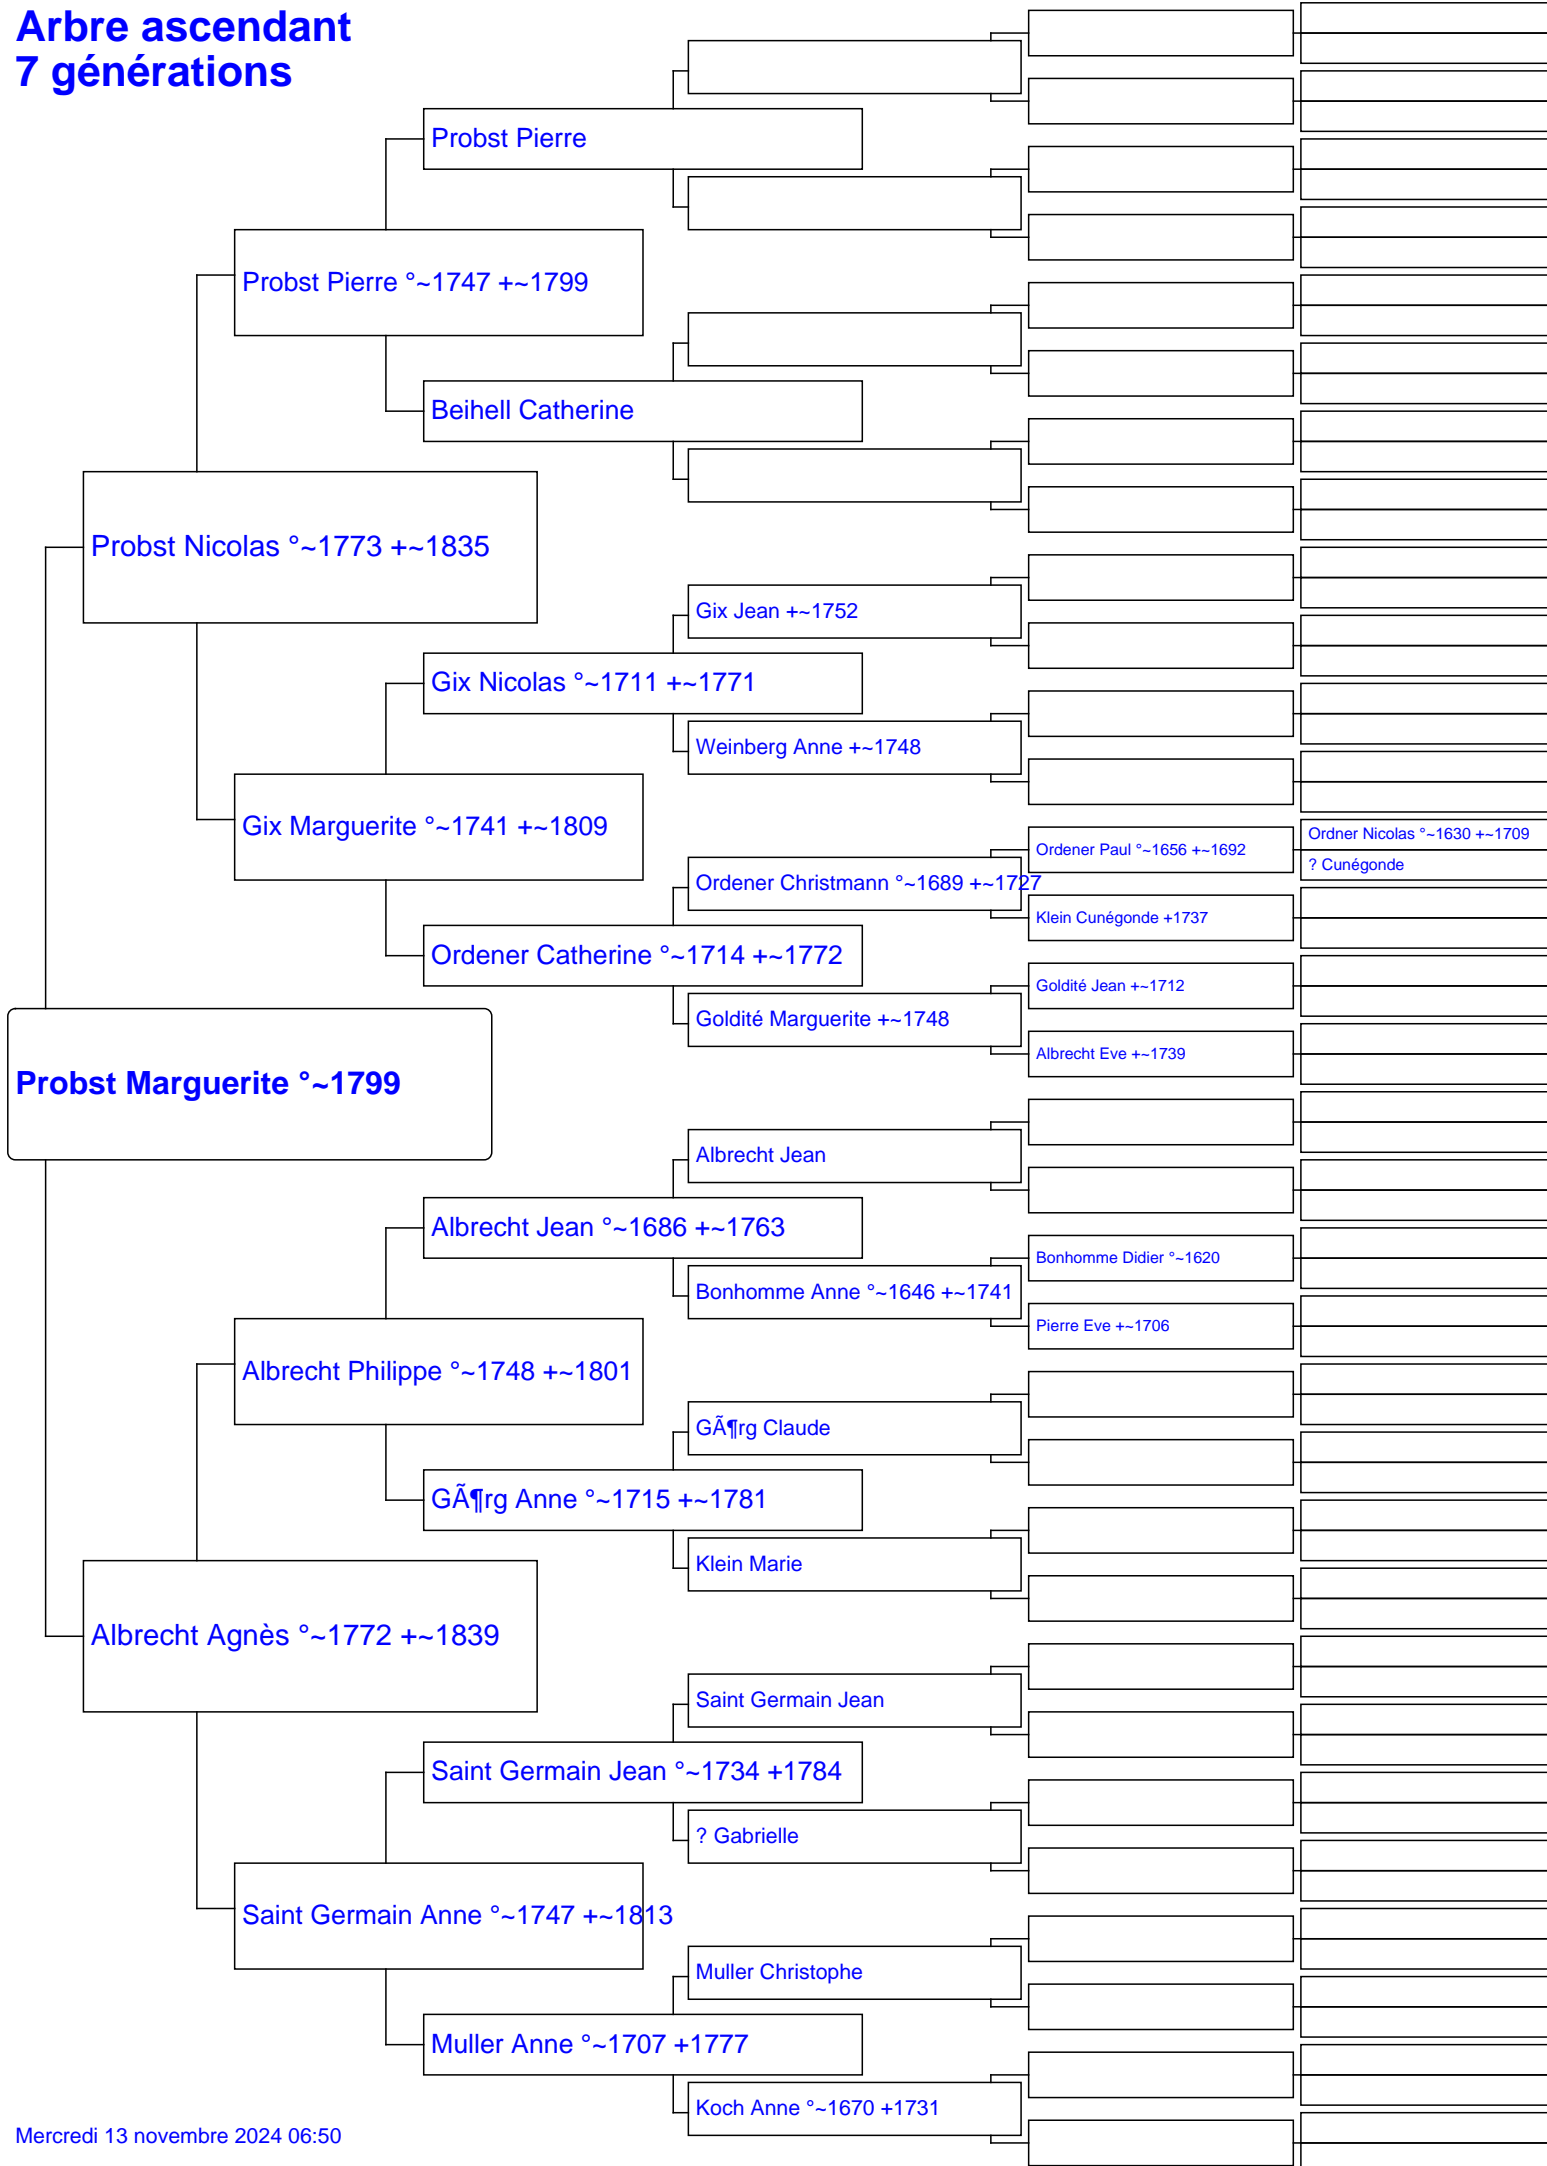 Arbre ascendant
7 générations
Probst Pierre
Probst Pierre °~1747 +~1799
Beihell Catherine
Probst Nicolas °~1773 +~1835
Gix Jean +~1752
Gix Nicolas °~1711 +~1771
Weinberg Anne +~1748
Gix Marguerite °~1741 +~1809
Ordner Nicolas °~1630 +~1709
Ordener Paul °~1656 +~1692
? Cunégonde
Ordener Christmann °~1689 +~1727
Klein Cunégonde +1737
Ordener Catherine °~1714 +~1772
Goldité Jean +~1712
Goldité Marguerite +~1748
Albrecht Eve +~1739
Probst Marguerite °~1799
Albrecht Jean
Albrecht Jean °~1686 +~1763
Bonhomme Didier °~1620
Bonhomme Anne °~1646 +~1741
Pierre Eve +~1706
Albrecht Philippe °~1748 +~1801
GÃ¶rg Claude
GÃ¶rg Anne °~1715 +~1781
Klein Marie
Albrecht Agnès °~1772 +~1839
Saint Germain Jean
Saint Germain Jean °~1734 +1784
? Gabrielle
Saint Germain Anne °~1747 +~1813
Muller Christophe
Muller Anne °~1707 +1777
Koch Anne °~1670 +1731
Mercredi 13 novembre 2024 06:50